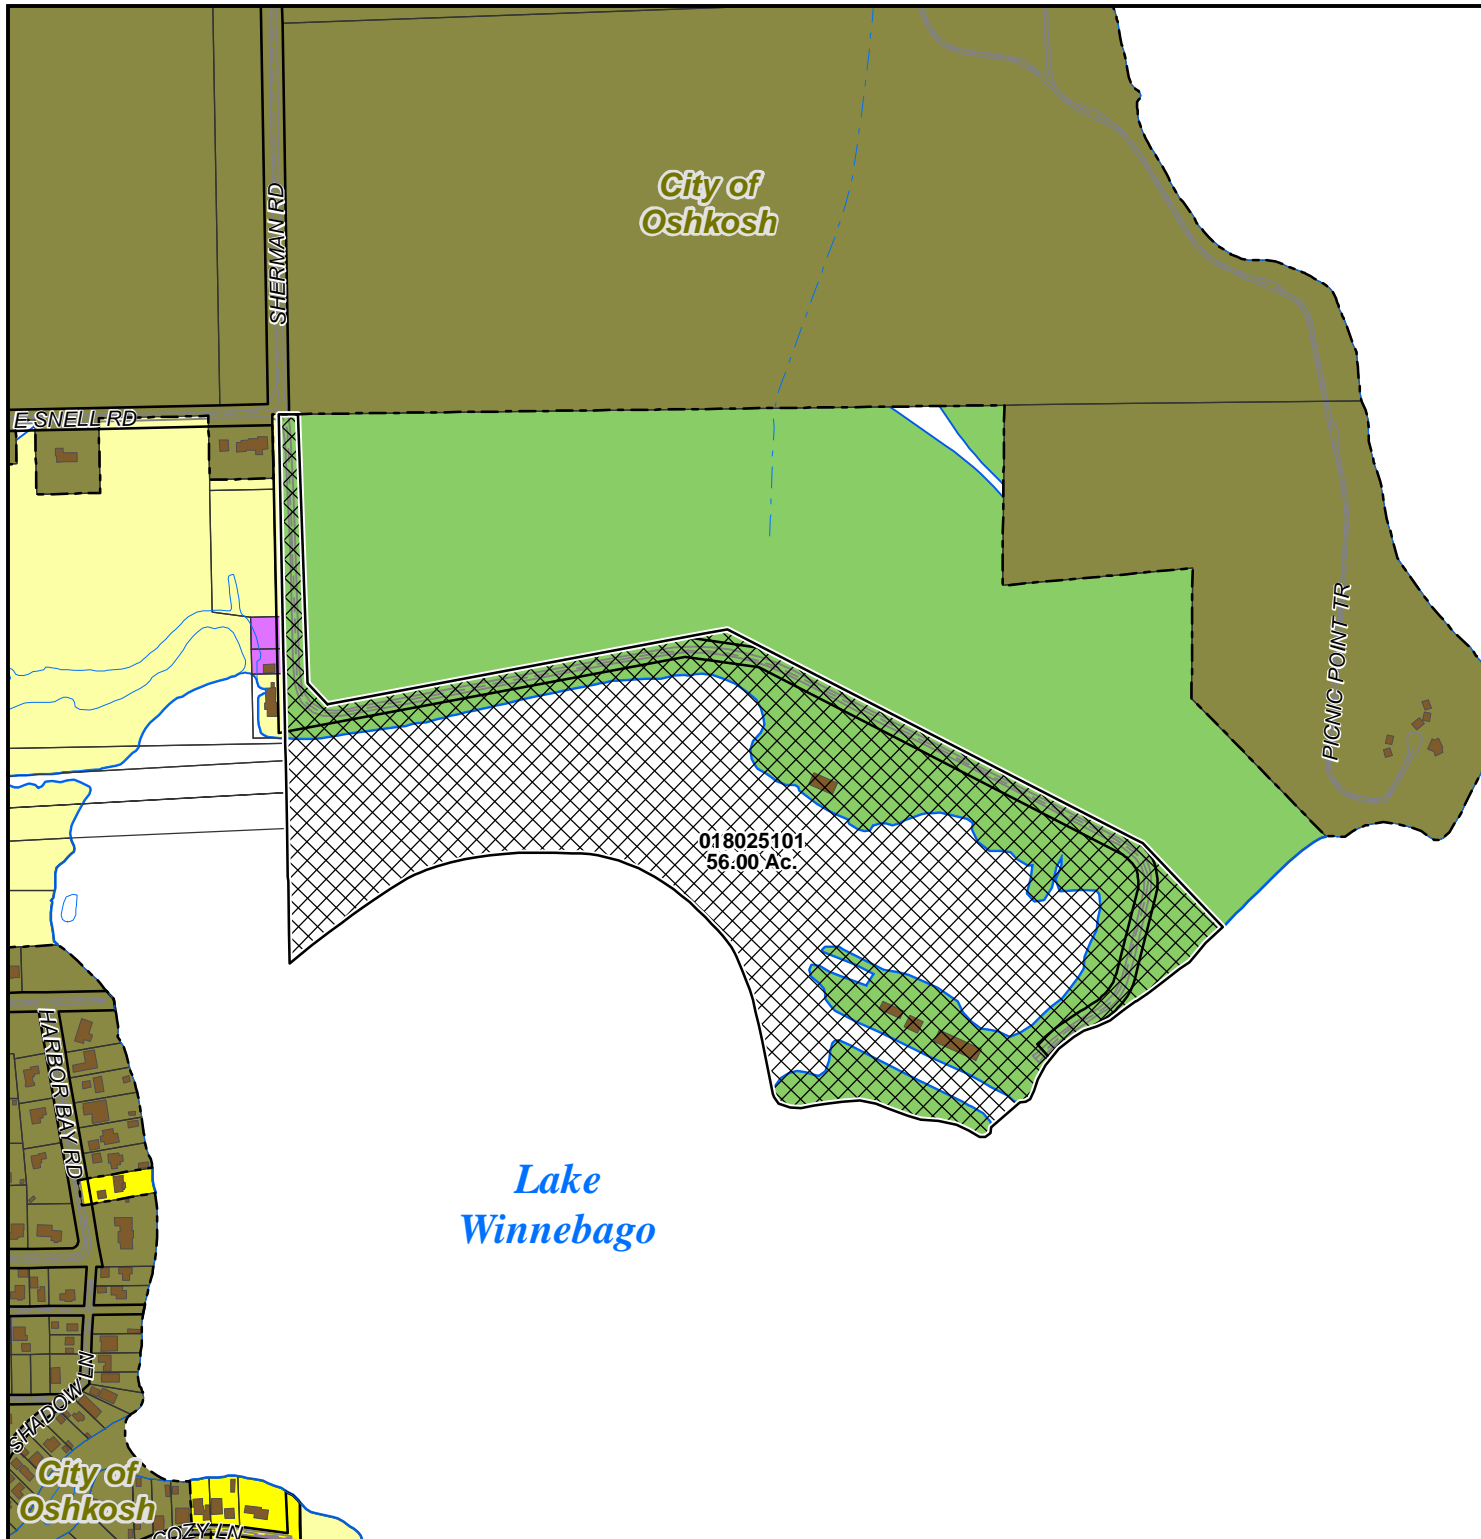 City of
Oshkosh
SHERMAN RD
E SNELL RD
PICNIC POINT TR
018025101
56.00 Ac.
HARBOR BAY RD
Lake
Winnebago
SHADOW LN
City of
Oshkosh
COZY LN